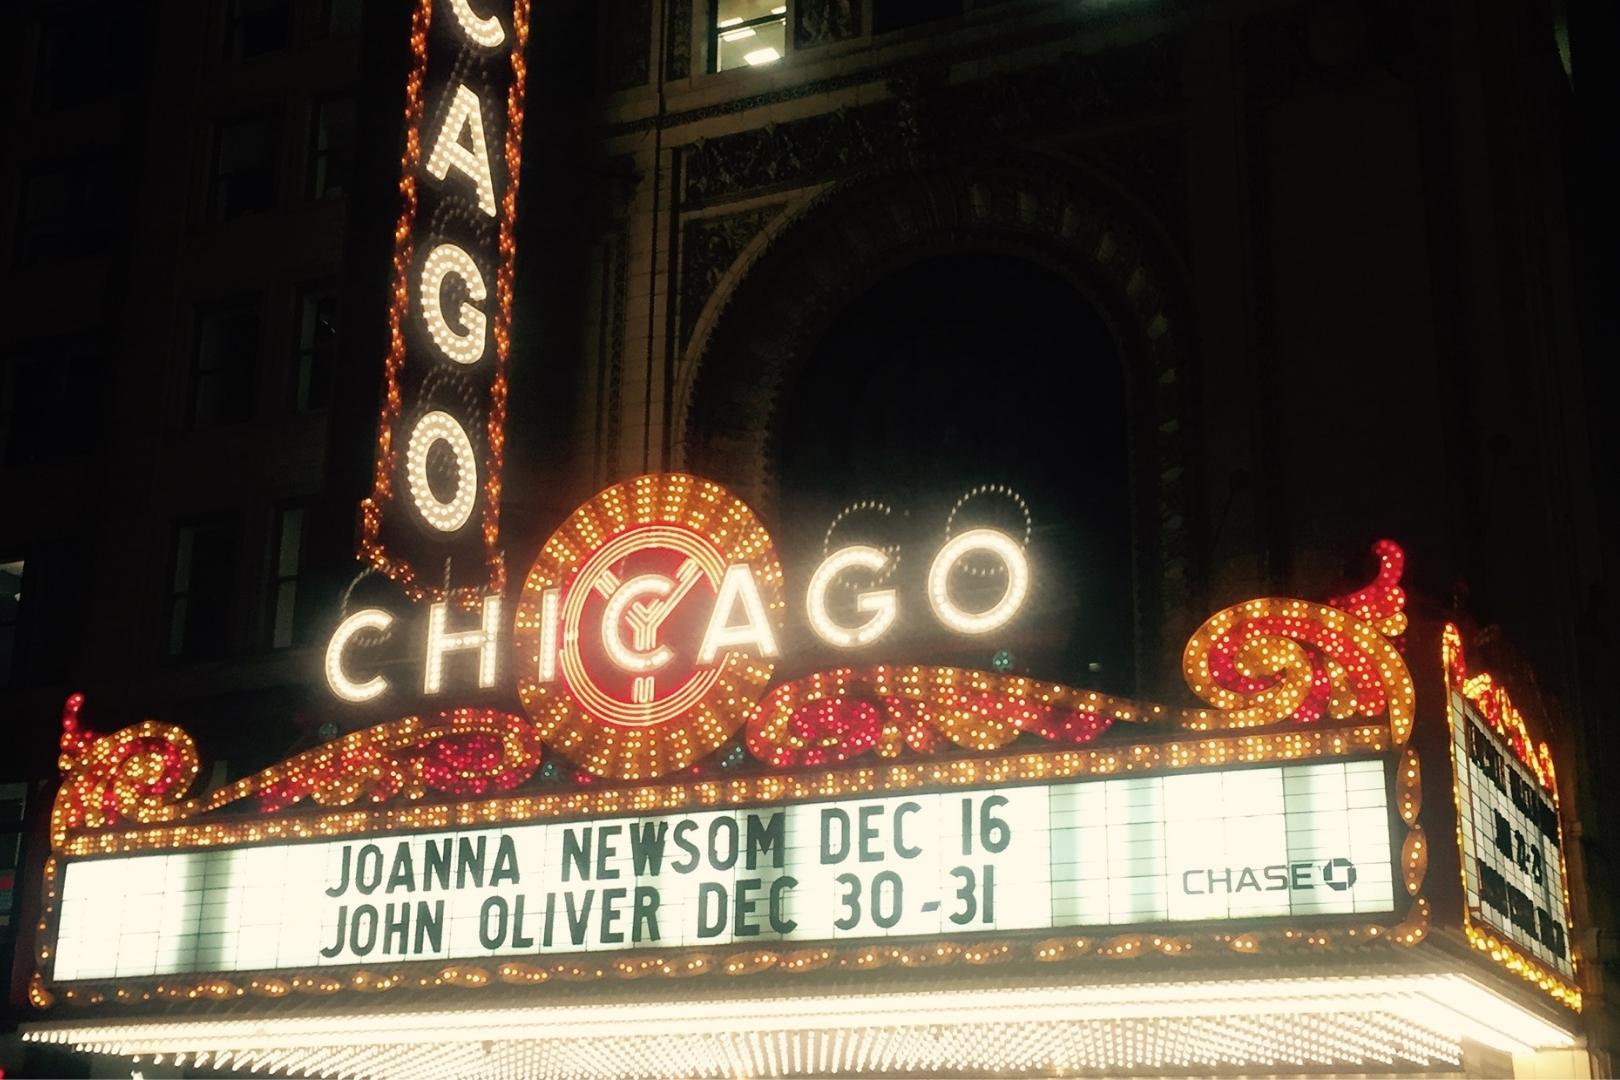 CAGO
CHICAGO
JOANNA NEWSOM DEC 16
JOHN OLIVER DEC 30-31
CHASE